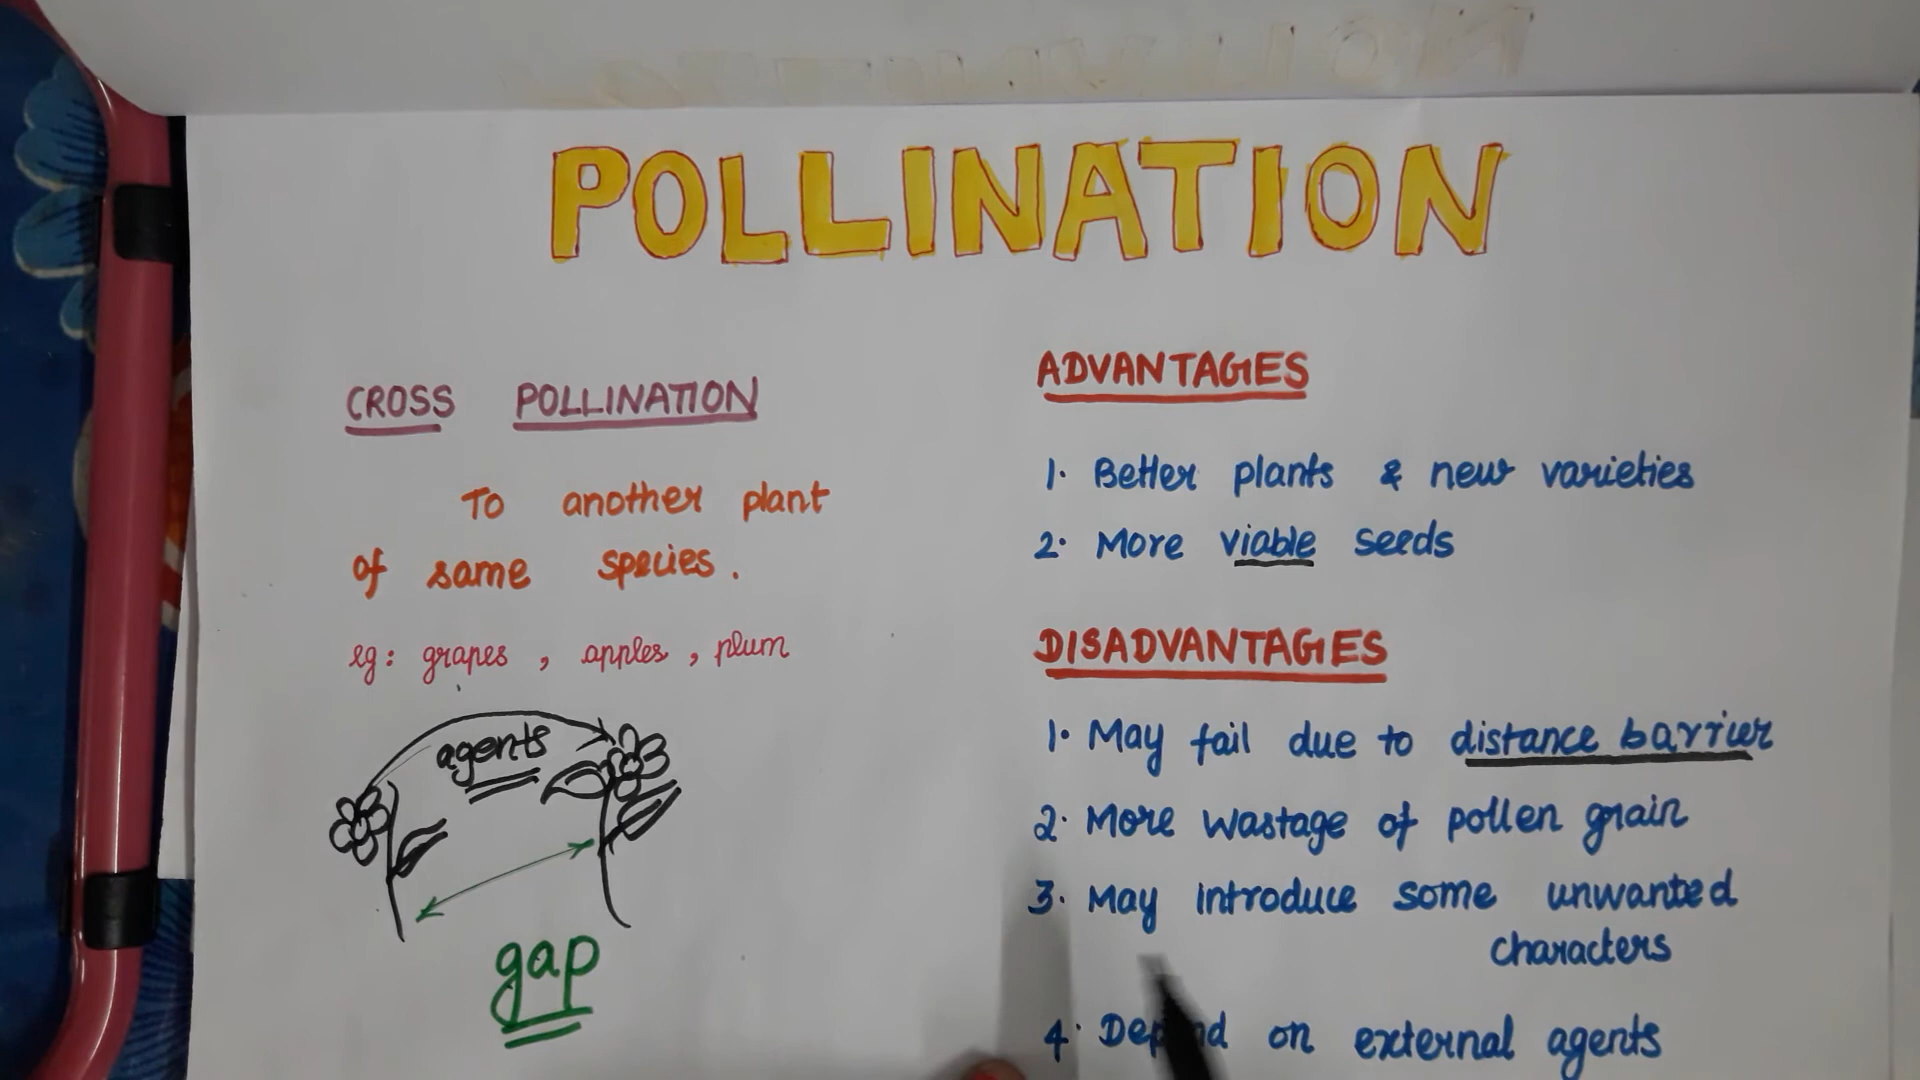 POLLINATION
CROSS POLLINATION
To another plant
of same species.
eg: grapes, apples, plum
agents
gap
ADVANTAGES
1. Better plants & new varieties
2. More viable seeds
DISADVANTAGES
1. May fail due to distance barrier
2. More wastage of pollen grain
3. May introduce some unwanted
characters
4. Depend on external agents